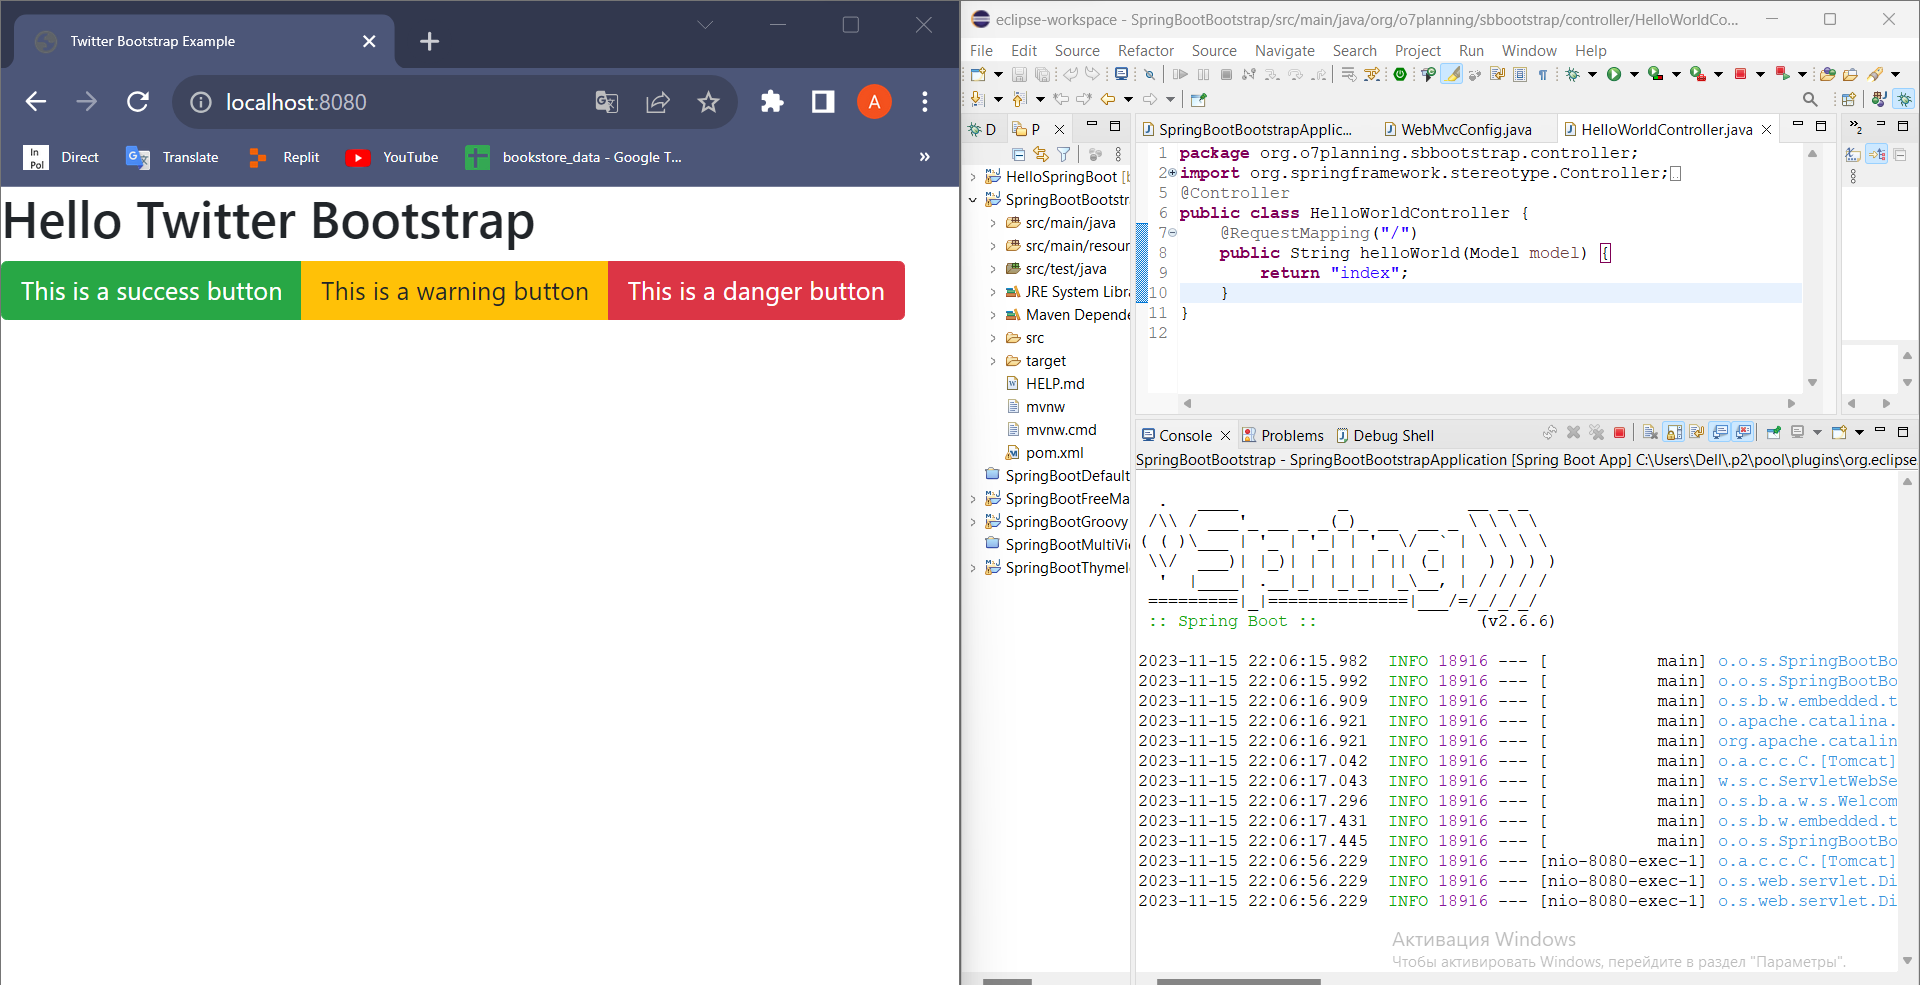 Twitter Bootstrap Example
localhost:8080
A
In
Pol
Direct
Translate
Replit
YouTube
bookstore_data - Google T...
»
Hello Twitter Bootstrap
This is a success button
This is a warning button
This is a danger button
eclipse-workspace - SpringBootBootstrap/src/main/java/org/o7planning/sbbootstrap/controller/HelloWorldCo...
File Edit Source Refactor Source Navigate Search Project Run Window Help
D
P
HelloSpringBoot [b
SpringBootBootstr
src/main/java
src/main/resour
src/test/java
JRE System Libra
Maven Depende
src
target
HELP.md
mvnw
mvnw.cmd
pom.xml
SpringBootDefault
SpringBootFreeMa
SpringBootGroovy
SpringBootMultiVie
SpringBootThymel
SpringBootBootstrapApplic...
WebMvcConfig.java
HelloWorldController.java
»2
1 package org.o7planning.sbbootstrap.controller;
2 import org.springframework.stereotype.Controller;
5 @Controller
6 public class HelloWorldController {
7 @RequestMapping("/")
8 public String helloWorld(Model model) {
9 return "index";
10 }
11 }
12
Console
Problems
Debug Shell
SpringBootBootstrap - SpringBootBootstrapApplication [Spring Boot App] C:\Users\Dell\.p2\pool\plugins\org.eclipse
  .   ____          _            __ _ _
 /\\ / ___'_ __ _ _(_)_ __  __ _ \ \ \ \
( ( )\___ | '_ | '_| | '_ \/ _` | \ \ \ \
 \\/  ___)| |_)| | | | | || (_| |  ) ) ) )
  '  |____| .__|_| |_|_| |_\__, | / / / /
 =========|_|==============|___/=/_/_/_/
 :: Spring Boot ::                (v2.6.6)
2023-11-15 22:06:15.982 INFO 18916 --- [ main] o.o.s.SpringBootBo
2023-11-15 22:06:15.992 INFO 18916 --- [ main] o.o.s.SpringBootBo
2023-11-15 22:06:16.909 INFO 18916 --- [ main] o.s.b.w.embedded.t
2023-11-15 22:06:16.921 INFO 18916 --- [ main] o.apache.catalina.
2023-11-15 22:06:16.921 INFO 18916 --- [ main] org.apache.catalin
2023-11-15 22:06:17.042 INFO 18916 --- [ main] o.a.c.c.C.[Tomcat]
2023-11-15 22:06:17.043 INFO 18916 --- [ main] w.s.c.ServletWebSe
2023-11-15 22:06:17.296 INFO 18916 --- [ main] o.s.b.a.w.s.Welcom
2023-11-15 22:06:17.431 INFO 18916 --- [ main] o.s.b.w.embedded.t
2023-11-15 22:06:17.445 INFO 18916 --- [ main] o.o.s.SpringBootBo
2023-11-15 22:06:56.229 INFO 18916 --- [nio-8080-exec-1] o.a.c.c.C.[Tomcat]
2023-11-15 22:06:56.229 INFO 18916 --- [nio-8080-exec-1] o.s.web.servlet.Di
2023-11-15 22:06:56.229 INFO 18916 --- [nio-8080-exec-1] o.s.web.servlet.Di
Активация Windows
Чтобы активировать Windows, перейдите в раздел "Параметры".